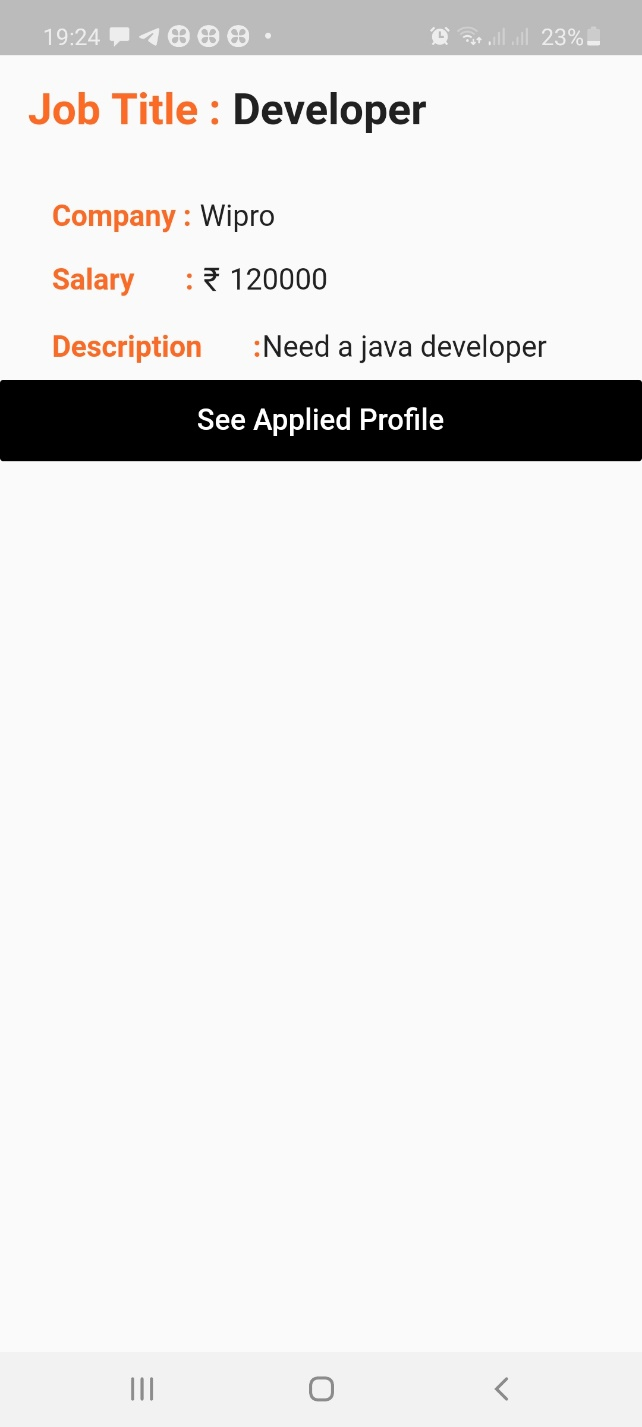 19:24 23%
Job Title : Developer
Company : Wipro
Salary : ₹ 120000
Description :Need a java developer
See Applied Profile